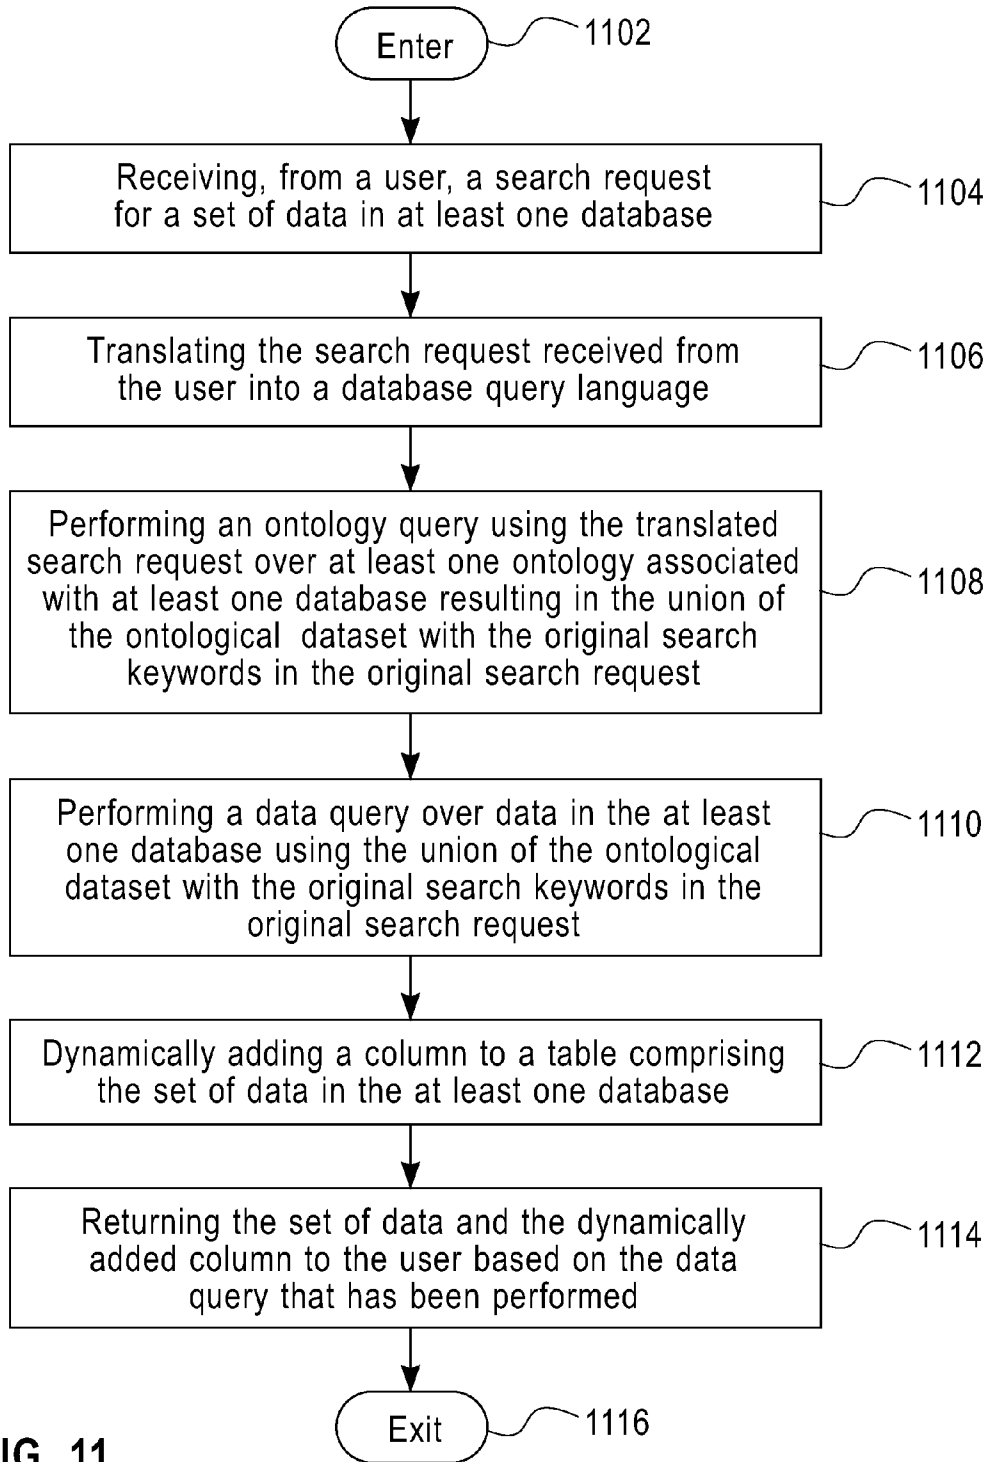 Enter
1102
Receiving, from a user, a search request
for a set of data in at least one database
1104
Translating the search request received from
the user into a database query language
1106
Performing an ontology query using the translated
search request over at least one ontology associated
with at least one database resulting in the union of
the ontological dataset with the original search
keywords in the original search request
1108
Performing a data query over data in the at least
one database using the union of the ontological
dataset with the original search keywords in the
original search request
1110
Dynamically adding a column to a table comprising
the set of data in the at least one database
1112
Returning the set of data and the dynamically
added column to the user based on the data
query that has been performed
1114
Exit
1116
IG. 11